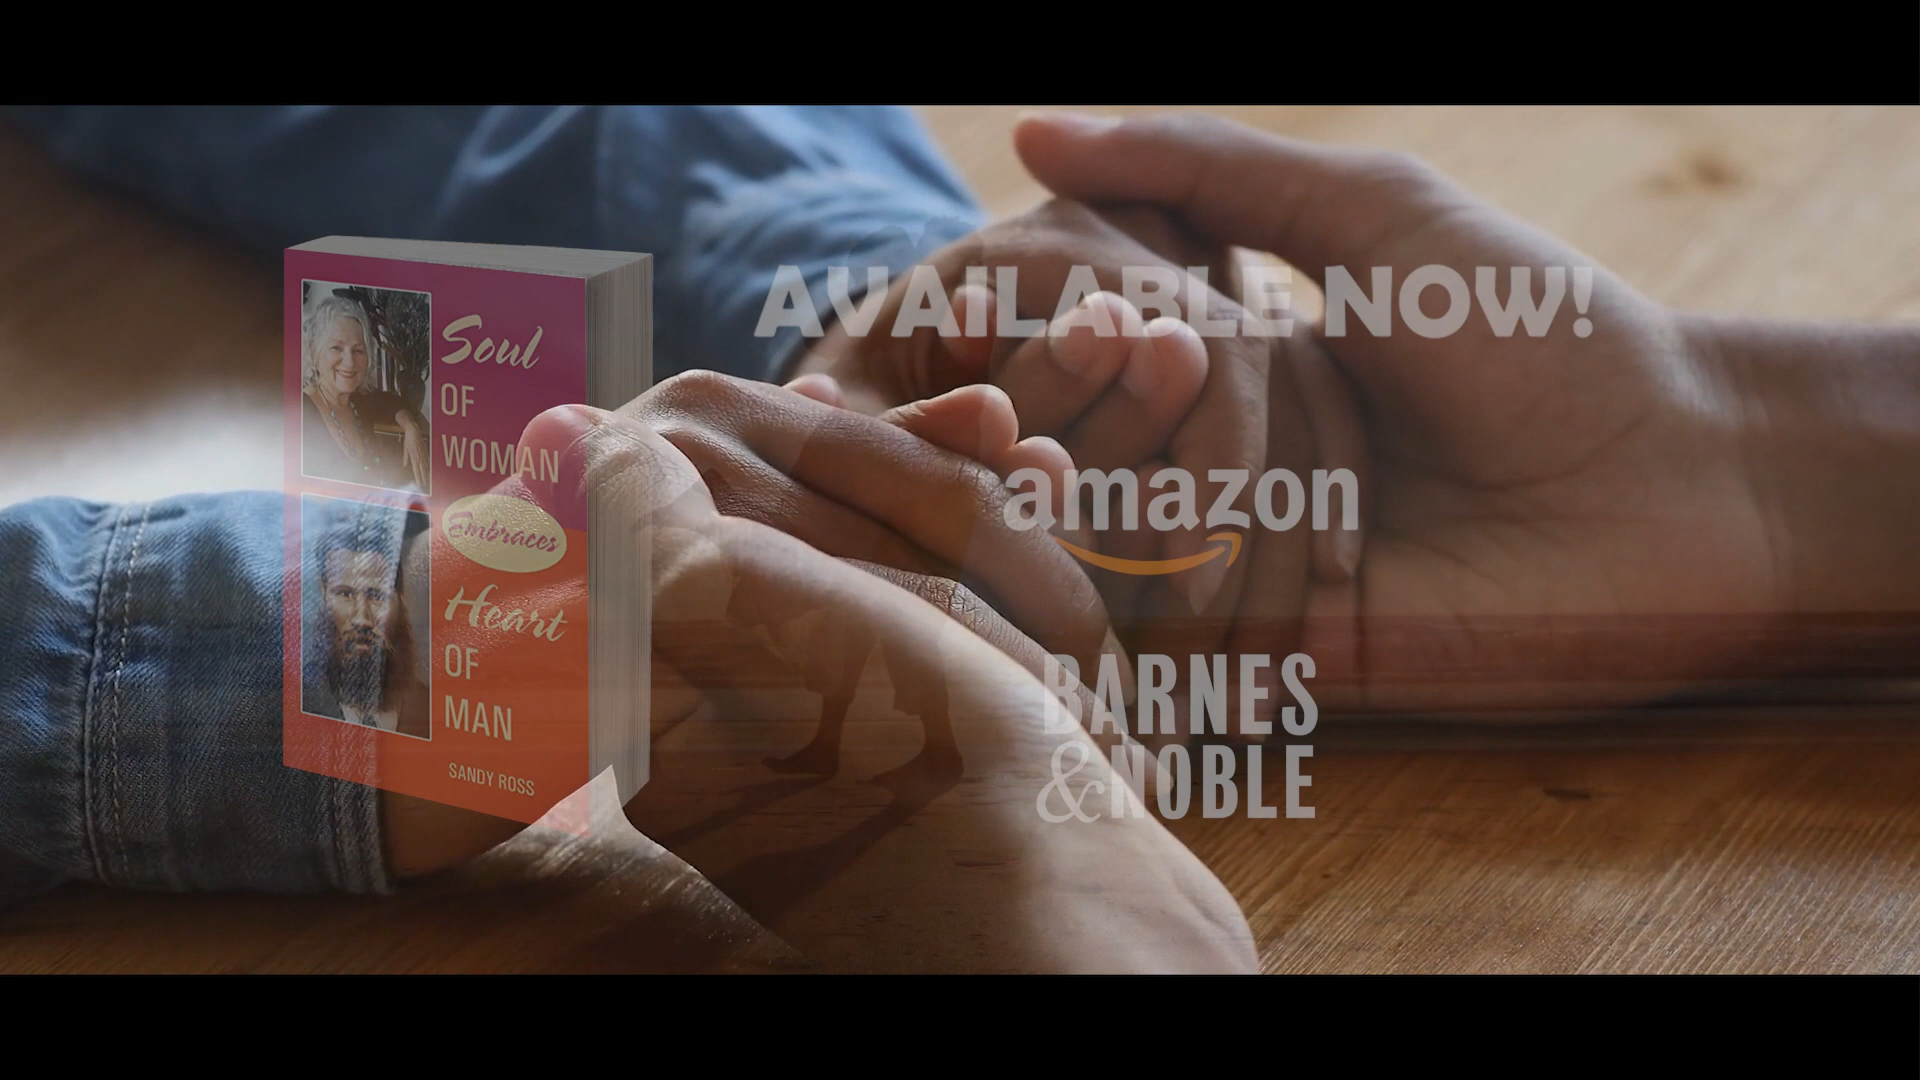 Soul
OF
WOMAN
Embraces
Heart
OF
MAN
SANDY ROSS
AVAILABLE NOW!
amazon
BARNES
&NOBLE